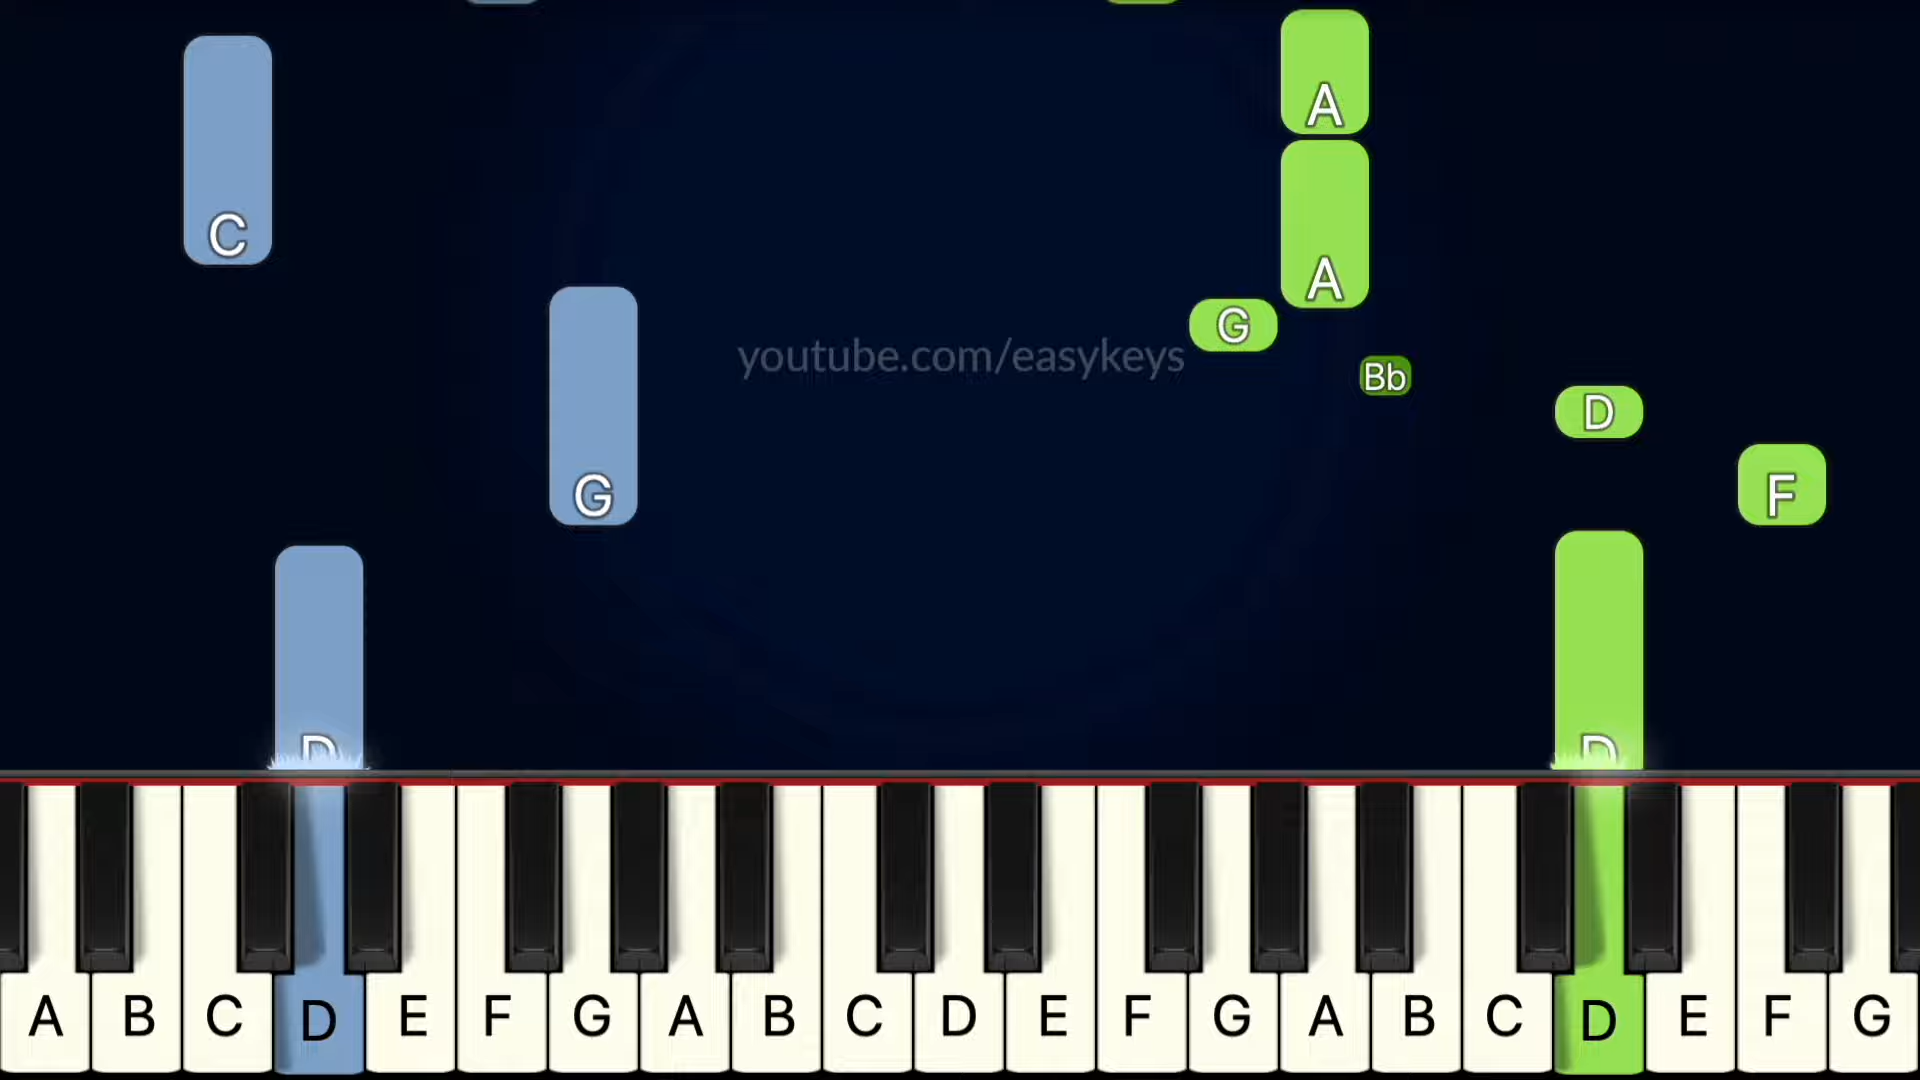 A
C
A
G
youtube.com/easykeys
Bb
D
G
F
D
D
A B C D E F G A B C D E F G A B C D E F G